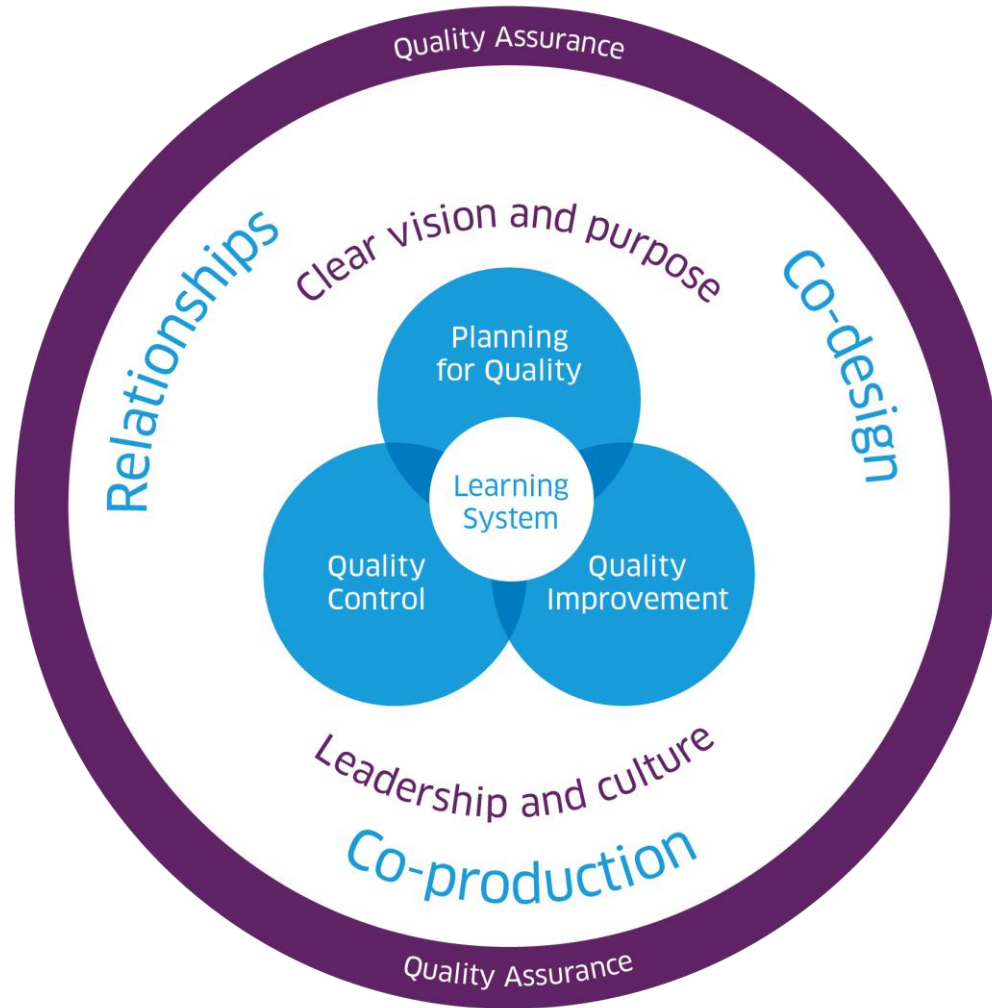 Quality Assurance
Clear vision and purpose
Relationships
Co-design
Planning
for Quality
Learning
System
Quality
Control
Quality
Improvement
Leadership and culture
Co-production
Quality Assurance